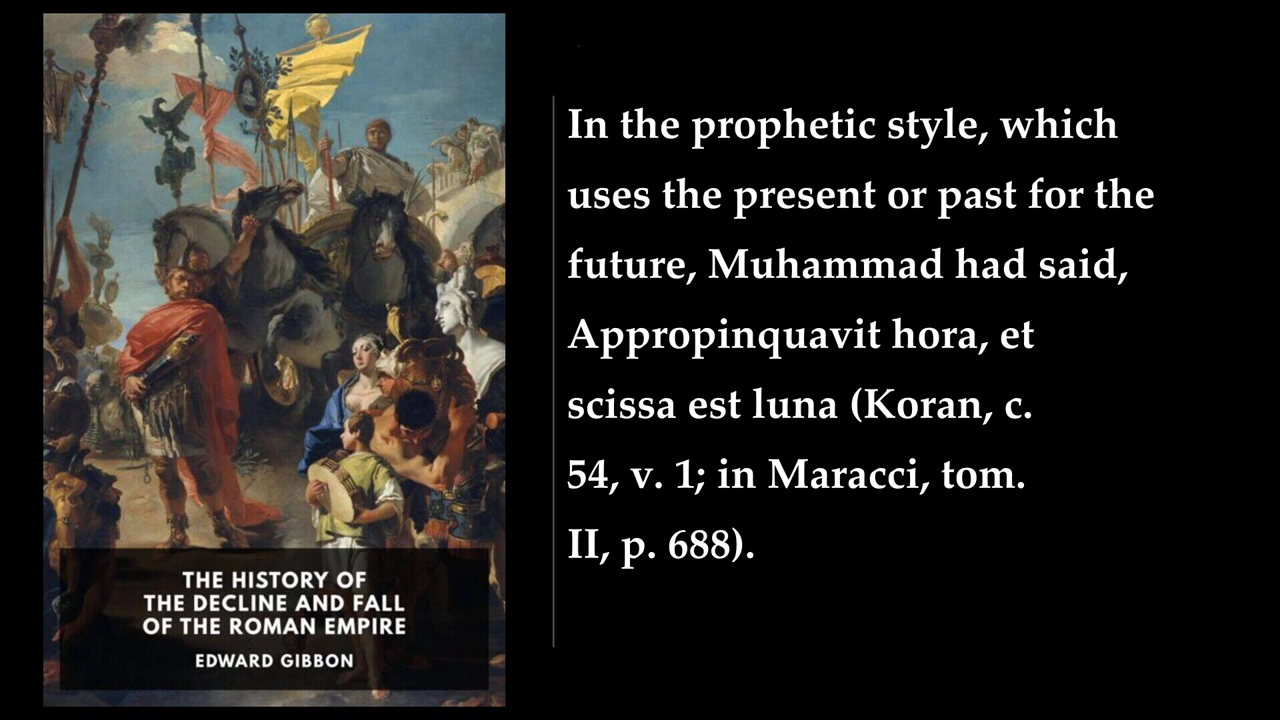 THE HISTORY OF
THE DECLINE AND FALL
OF THE ROMAN EMPIRE
EDWARD GIBBON
In the prophetic style, which
uses the present or past for the
future, Muhammad had said,
Appropinquavit hora, et
scissa est luna (Koran, c.
54, v. 1; in Maracci, tom.
II, p. 688).